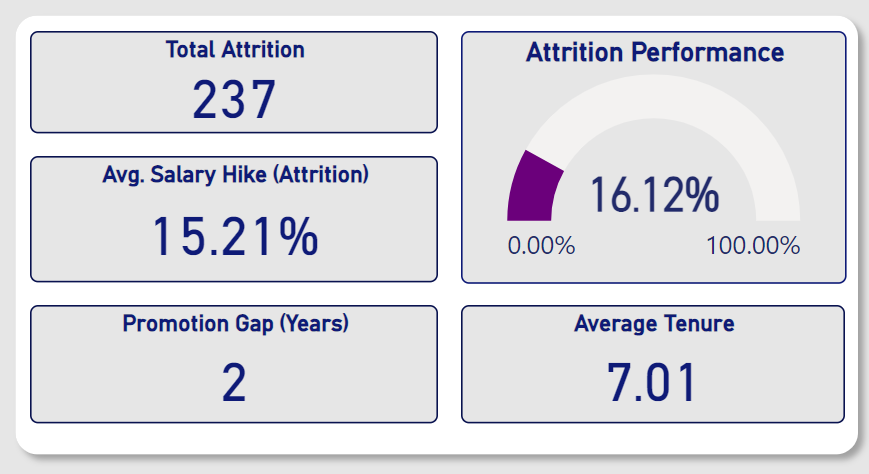 Total Attrition
237
Avg. Salary Hike (Attrition)
15.21%
Promotion Gap (Years)
2
Attrition Performance
16.12%
0.00%
100.00%
Average Tenure
7.01